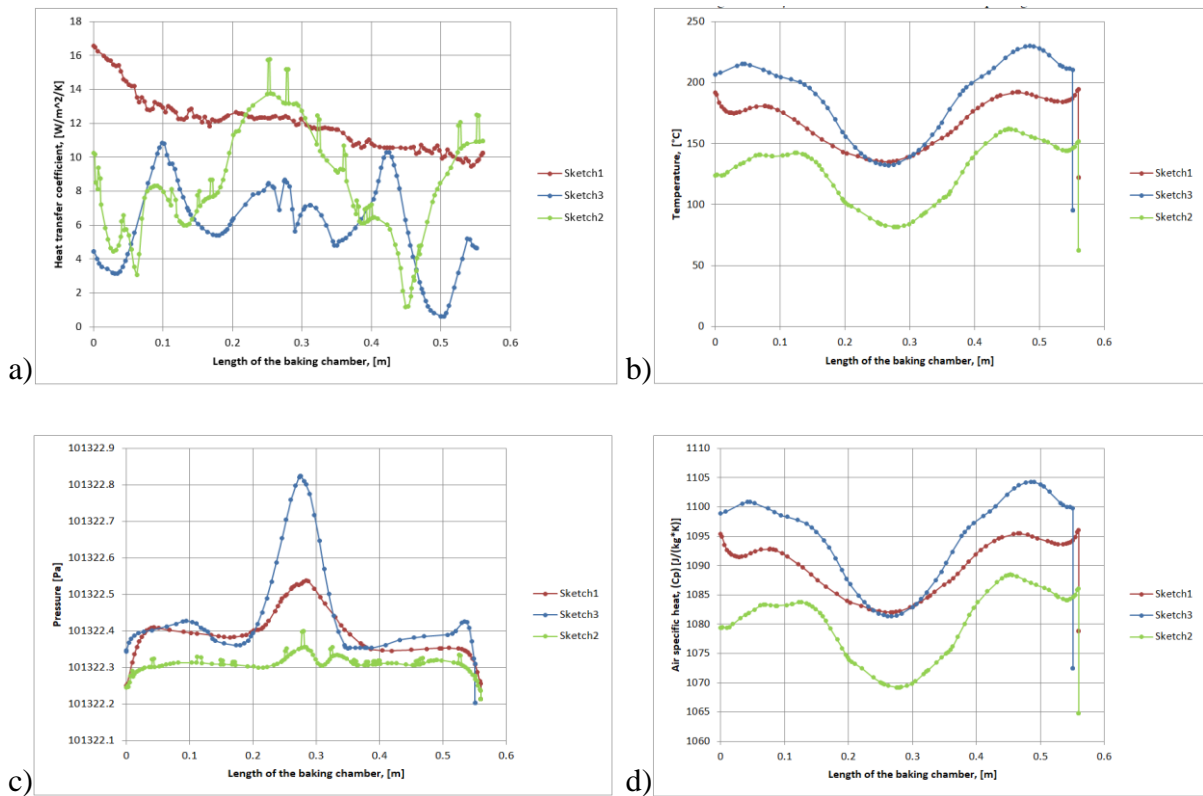 a)
Heat transfer coefficient, [W/m^2/K]
18
16
14
12
10
8
6
4
2
0
0 0.1 0.2 0.3 0.4 0.5 0.6
Length of the baking chamber, [m]
Sketch1
Sketch3
Sketch2
b)
Temperature, [°C]
250
200
150
100
50
0
0 0.1 0.2 0.3 0.4 0.5 0.6
Length of the baking chamber, [m]
Sketch1
Sketch3
Sketch2
c)
Pressure [Pa]
101322.9
101322.8
101322.7
101322.6
101322.5
101322.4
101322.3
101322.2
101322.1
0 0.1 0.2 0.3 0.4 0.5 0.6
Length of the baking chamber, [m]
Sketch1
Sketch3
Sketch2
d)
Air specific heat, (Cp) [J/(kg*K)]
1110
1105
1100
1095
1090
1085
1080
1075
1070
1065
1060
0 0.1 0.2 0.3 0.4 0.5 0.6
Length of the baking chamber, [m]
Sketch1
Sketch3
Sketch2